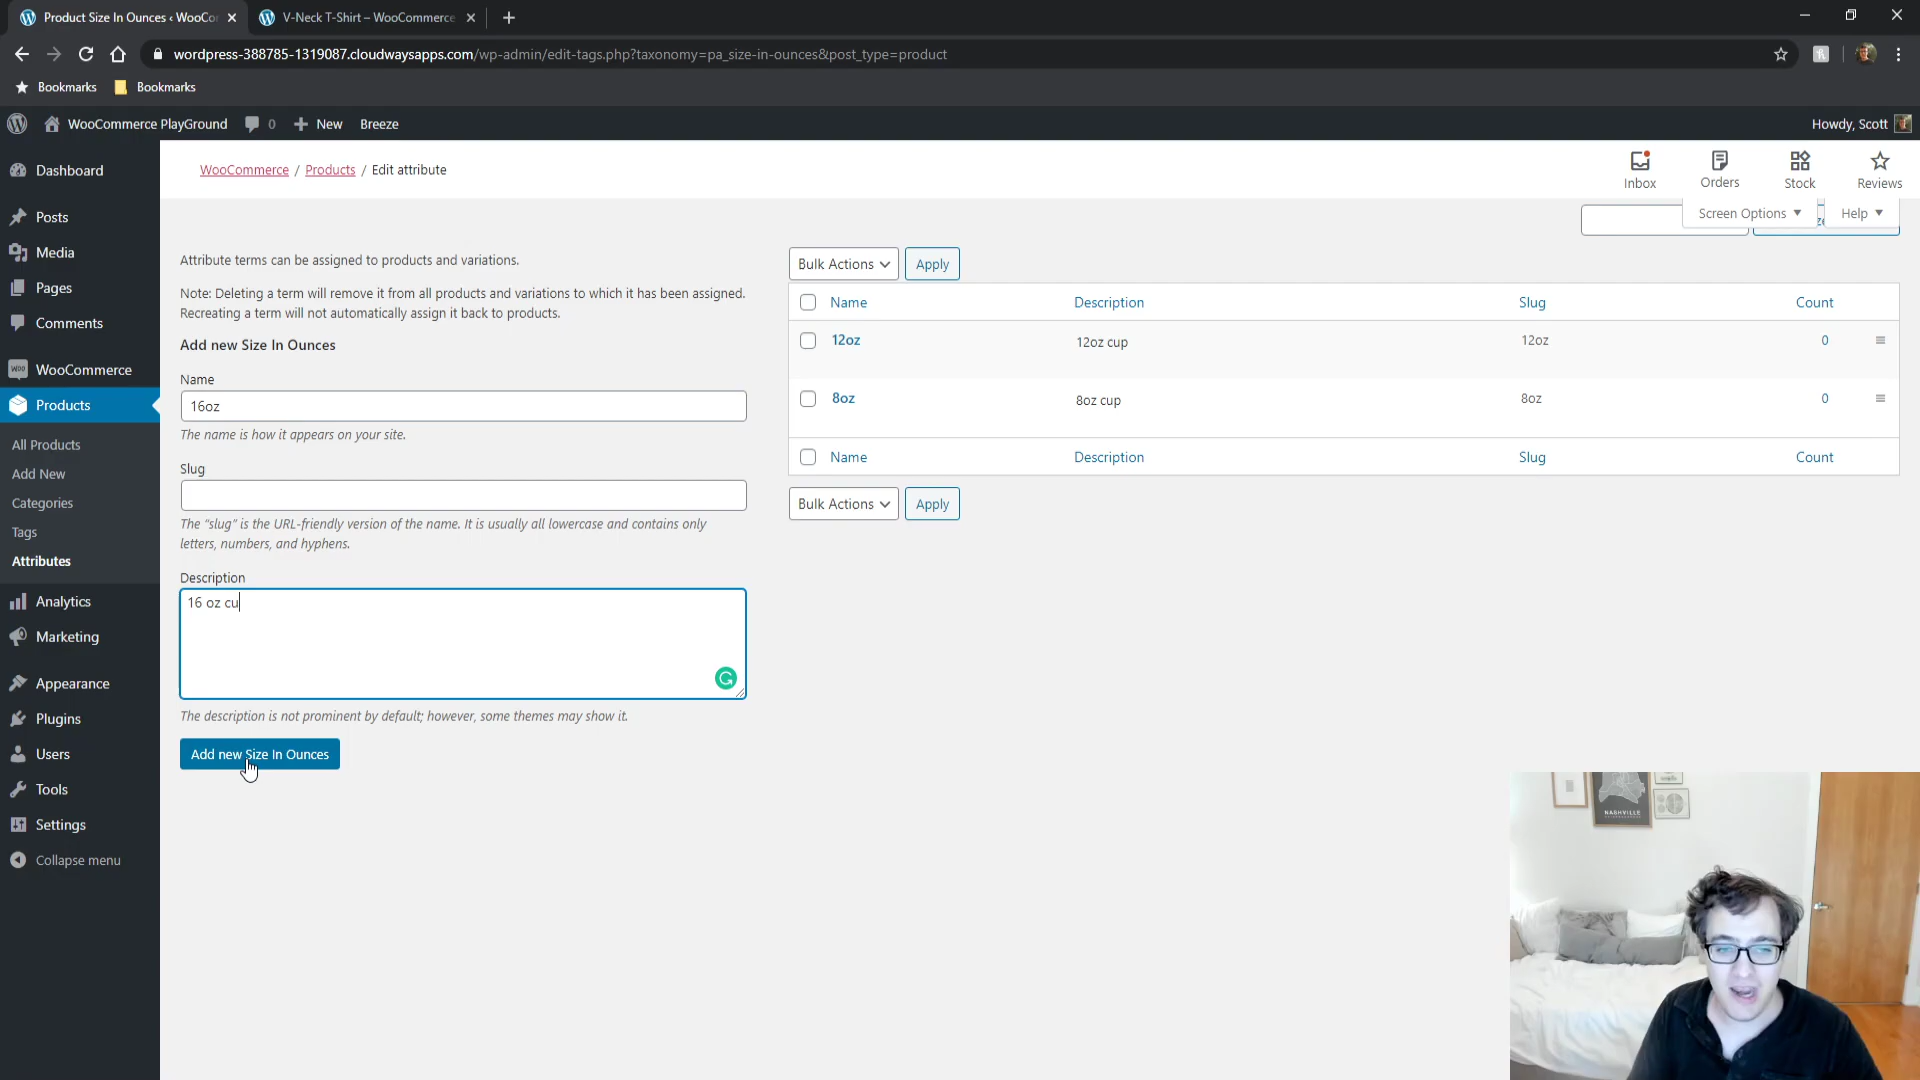 Product Size In Ounces ‹ WooCo
V-Neck T-Shirt – WooCommerce
wordpress-388785-1319087.cloudwaysapps.com/wp-admin/edit-tags.php?taxonomy=pa_size-in-ounces&post_type=product
Bookmarks
Bookmarks
WooCommerce PlayGround
0
New
Breeze
Howdy, Scott
Dashboard
Posts
Media
Pages
Comments
WooCommerce
Products
All Products
Add New
Categories
Tags
Attributes
Analytics
Marketing
Appearance
Plugins
Users
Tools
Settings
Collapse menu
WooCommerce / Products / Edit attribute
Inbox
Orders
Stock
Reviews
Screen Options
Help
Attribute terms can be assigned to products and variations.
Note: Deleting a term will remove it from all products and variations to which it has been assigned.
Recreating a term will not automatically assign it back to products.
Add new Size In Ounces
Name
16oz
The name is how it appears on your site.
Slug
The “slug” is the URL-friendly version of the name. It is usually all lowercase and contains only
letters, numbers, and hyphens.
Description
16 oz cu
The description is not prominent by default; however, some themes may show it.
Add new Size In Ounces
Bulk Actions
Apply
Name Description Slug Count
12oz 12oz cup 12oz 0
8oz 8oz cup 8oz 0
Name Description Slug Count
Bulk Actions
Apply
NASHVILLE